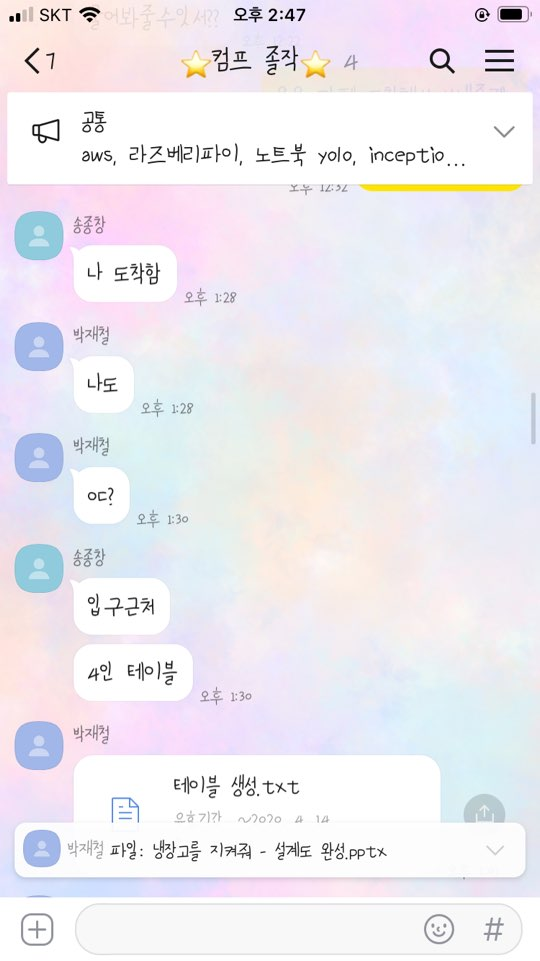 SKT 오후 2:47
7 ⭐컴프 졸작⭐ 4
공통
aws, 라즈베리파이, 노트북 yolo, inceptio...
오후 12:32
송종창
나 도착함
오후 1:28
박재철
나도
오후 1:28
박재철
어디?
오후 1:30
송종창
입구근처
4인 테이블
오후 1:30
박재철
테이블 생성.txt
유효기간 ~2020. 4. 14
박재철 파일: 냉장고를 지켜줘 - 설계도 완성.pptx
#